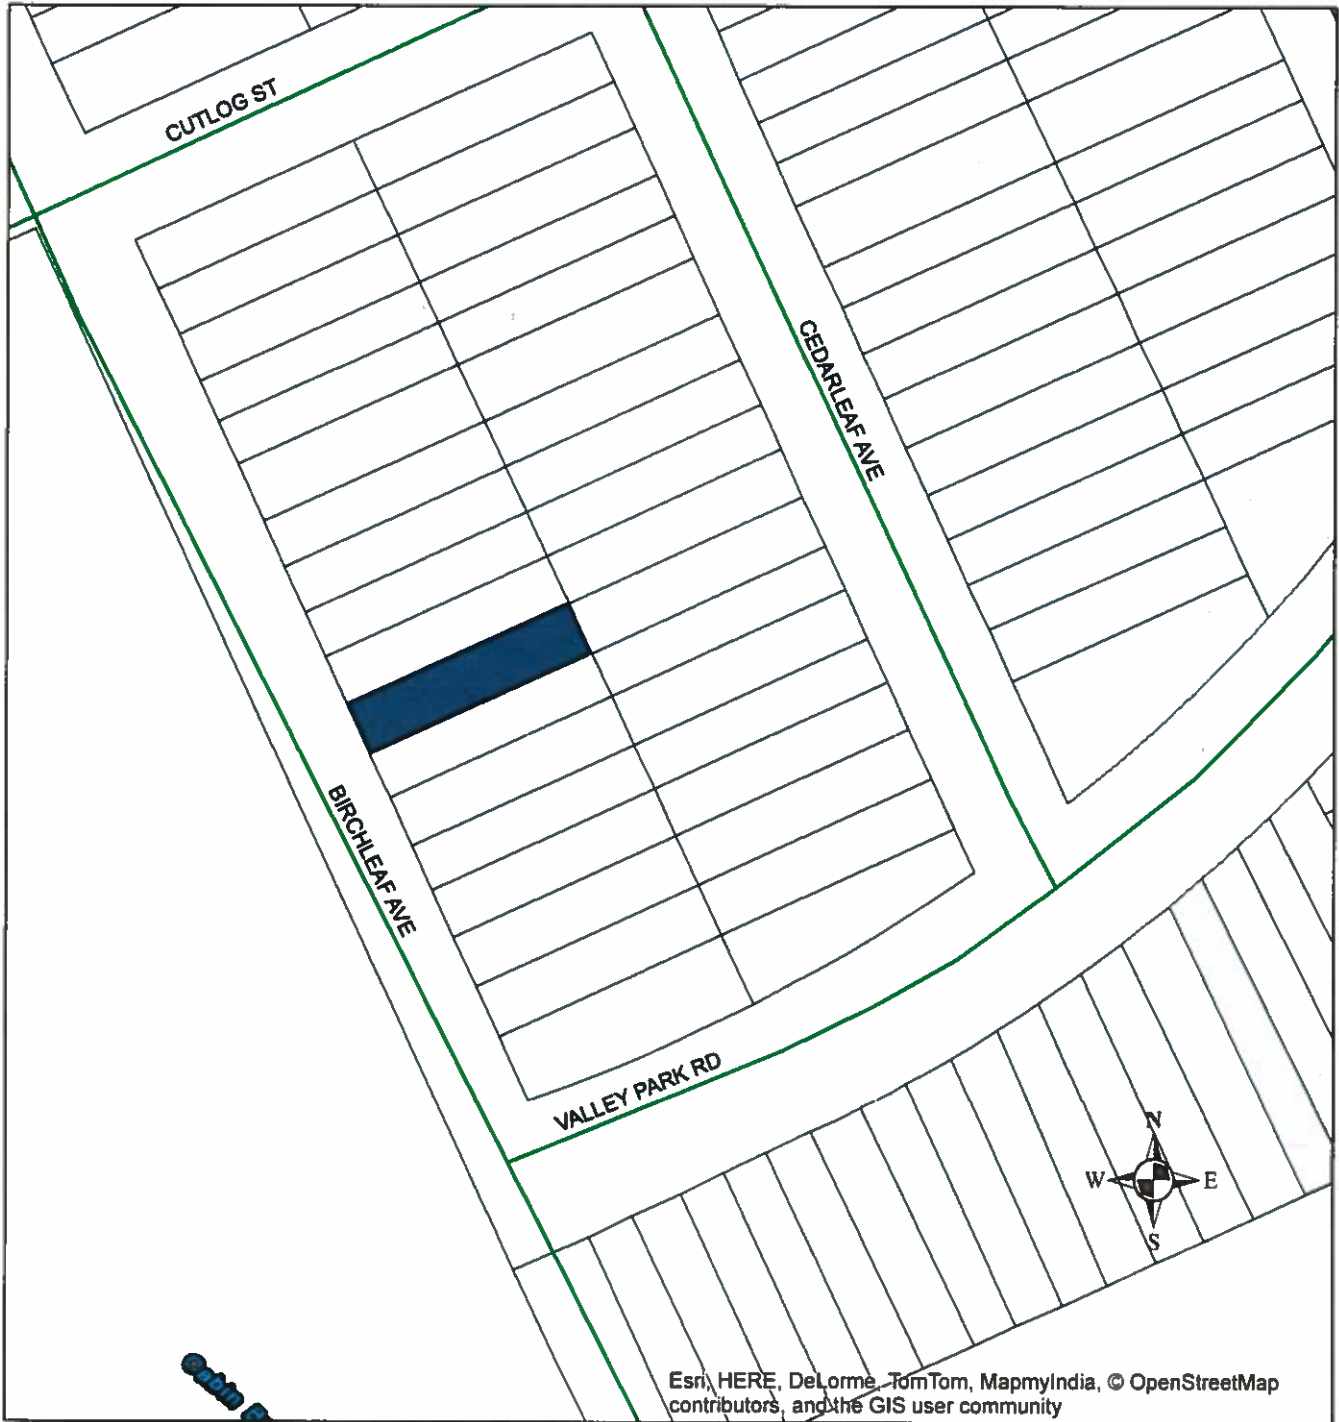 CUTLOG ST
CEDARLEAF AVE
BIRCHLEAF AVE
VALLEY PARK RD
N
W E
S
Cabin
Esri, HERE, DeLorme, TomTom, MapmyIndia, © OpenStreetMap
contributors, and the GIS user community